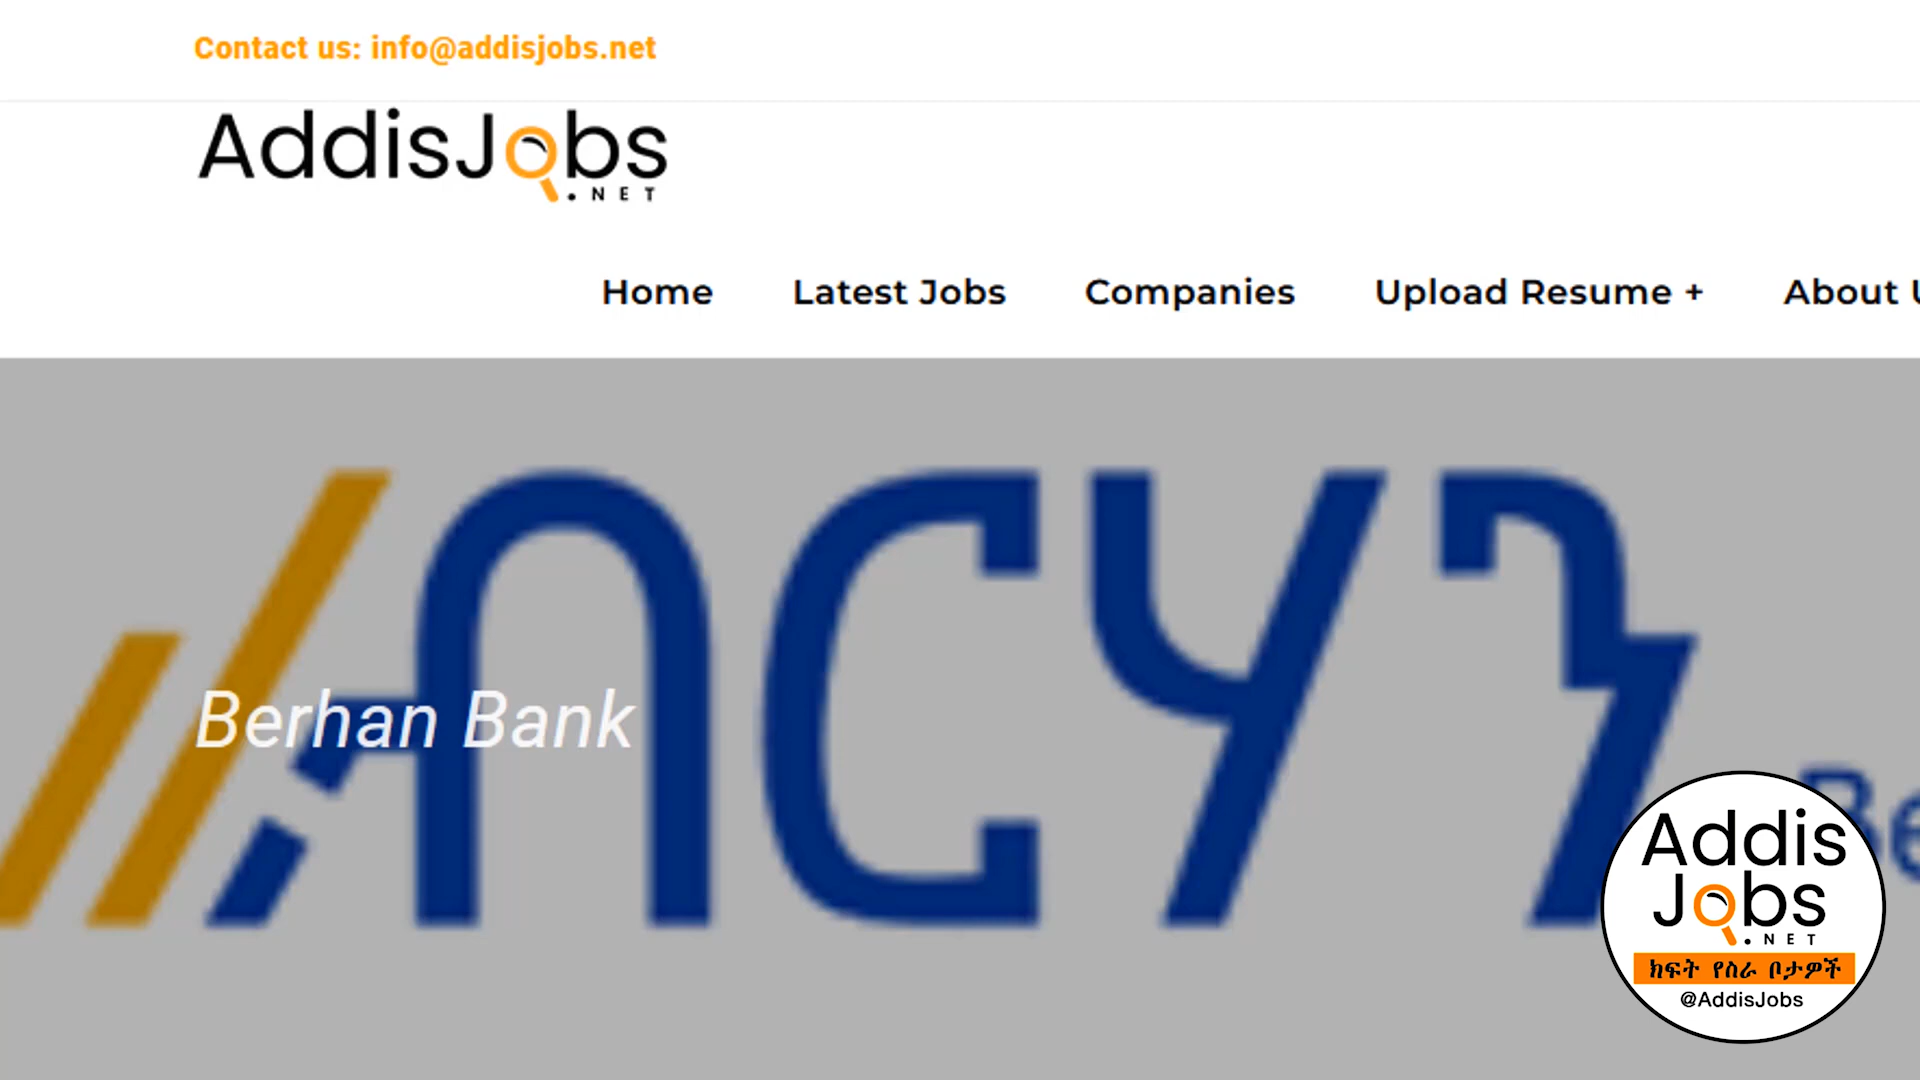 Contact us: info@addisjobs.net
AddisJobs
.NET
Home Latest Jobs Companies Upload Resume + About
ብርሃን
Berhan Bank
Addis
Jobs
.NET
ክፍት የስራ ቦታዎች
@AddisJobs